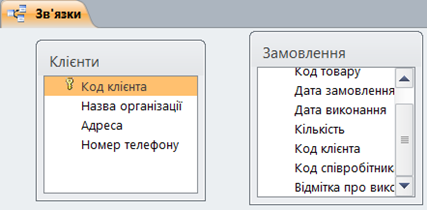 Зв'язки
Клієнти
Код клієнта
Назва організації
Адреса
Номер телефону
Замовлення
Код товару
Дата замовлення
Дата виконання
Кількість
Код клієнта
Код співробітник
Відмітка про вико